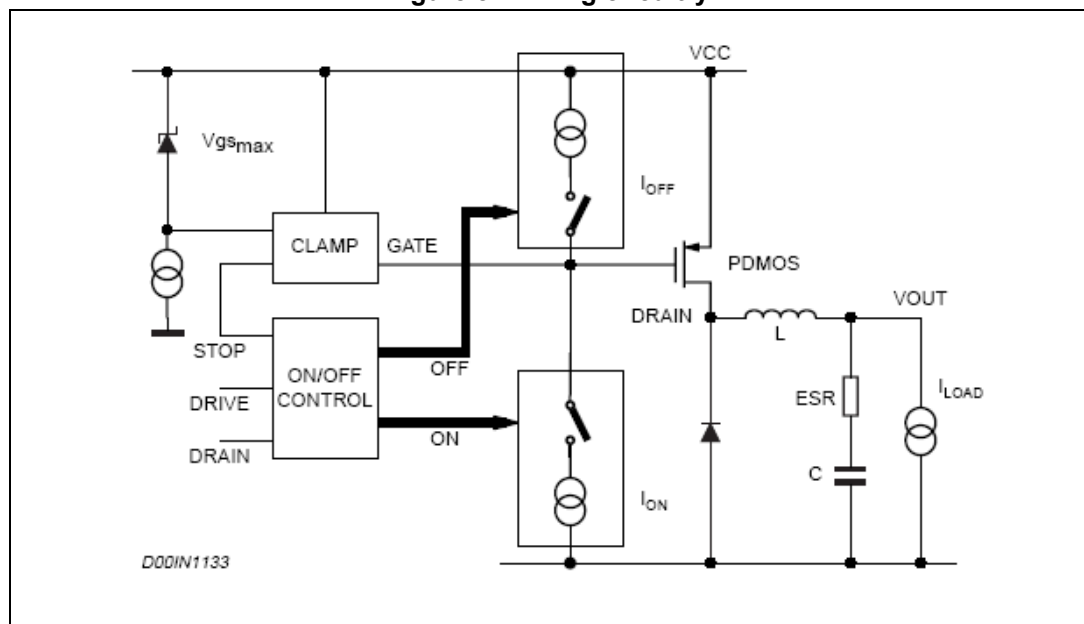 VCC
Vgsmax
IOFF
CLAMP
GATE
PDMOS
DRAIN
VOUT
L
STOP
OFF
ON/OFF
CONTROL
DRIVE
ESR
ILOAD
ON
DRAIN
C
ION
D00IN1133